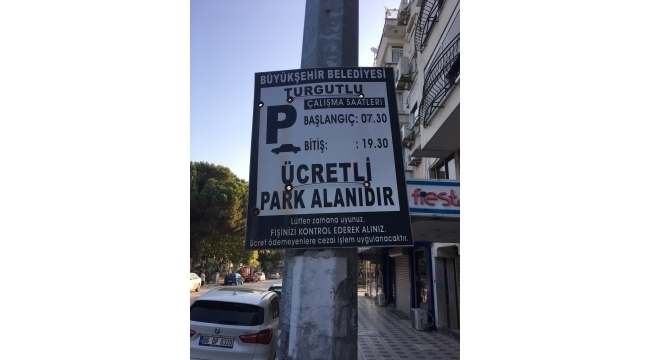 BÜYÜKŞEHİR BELEDİYESİ
TURGUTLU
ÇALIŞMA SAATLERİ
P
BAŞLANGIÇ: 07.30
BİTİŞ: : 19.30
ÜCRETLİ
PARK ALANIDIR
Lütfen zamana uyunuz.
FİŞİNİZİ KONTROL EDEREK ALINIZ.
Ücret ödemeyenlere cezai işlem uygulanacaktır.
fiesta